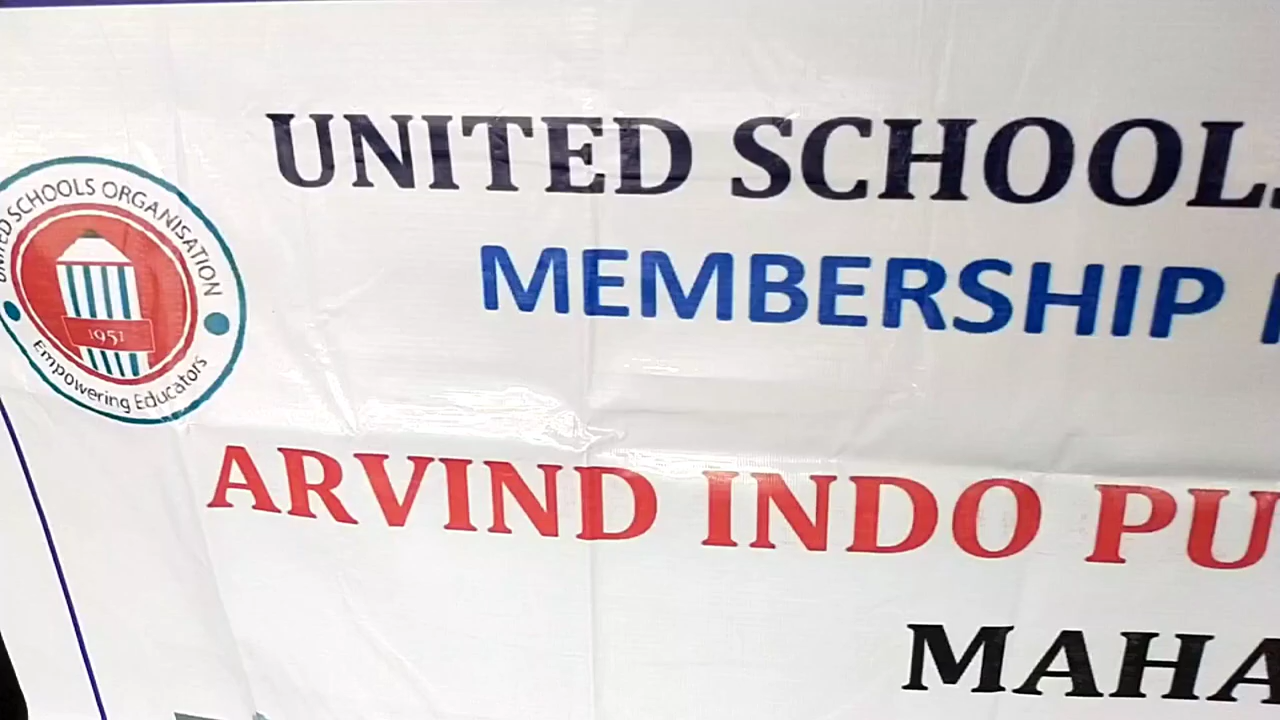 UNITED SCHOOLS ORGANISATION
1951
Empowering Educators
UNITED SCHOOL
MEMBERSHIP
ARVIND INDO PU
MAHA